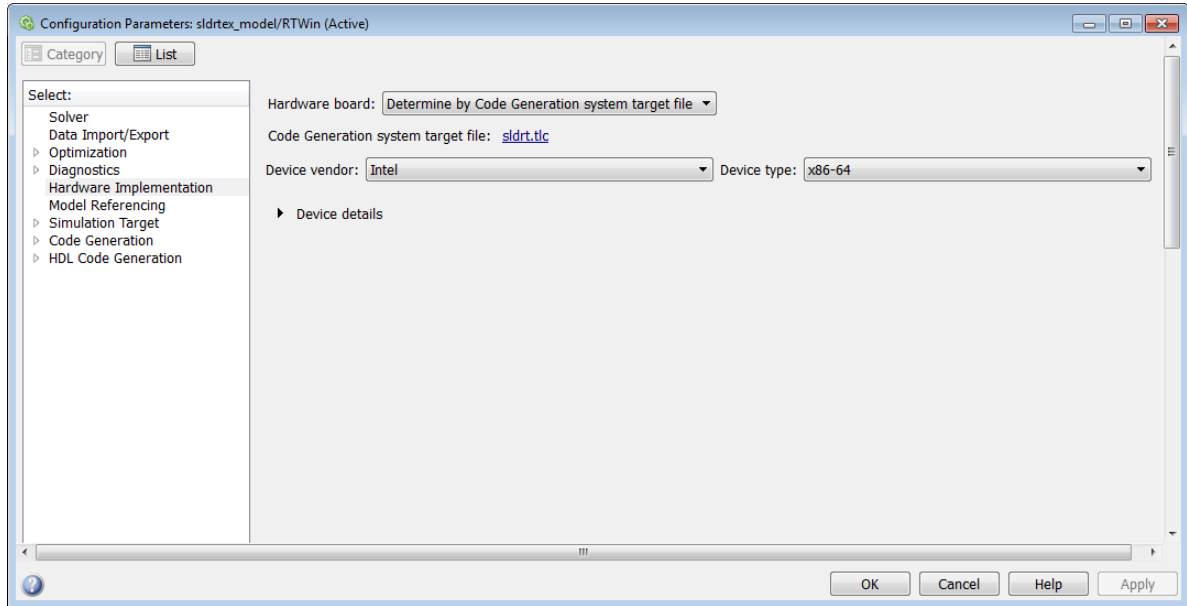 Configuration Parameters: sldrtex_model/RTWin (Active)
Category List
Select:
Solver
Data Import/Export
Optimization
Diagnostics
Hardware Implementation
Model Referencing
Simulation Target
Code Generation
HDL Code Generation
Hardware board: Determine by Code Generation system target file
Code Generation system target file: sldrt.tlc
Device vendor: Intel Device type: x86-64
Device details
OK Cancel Help Apply